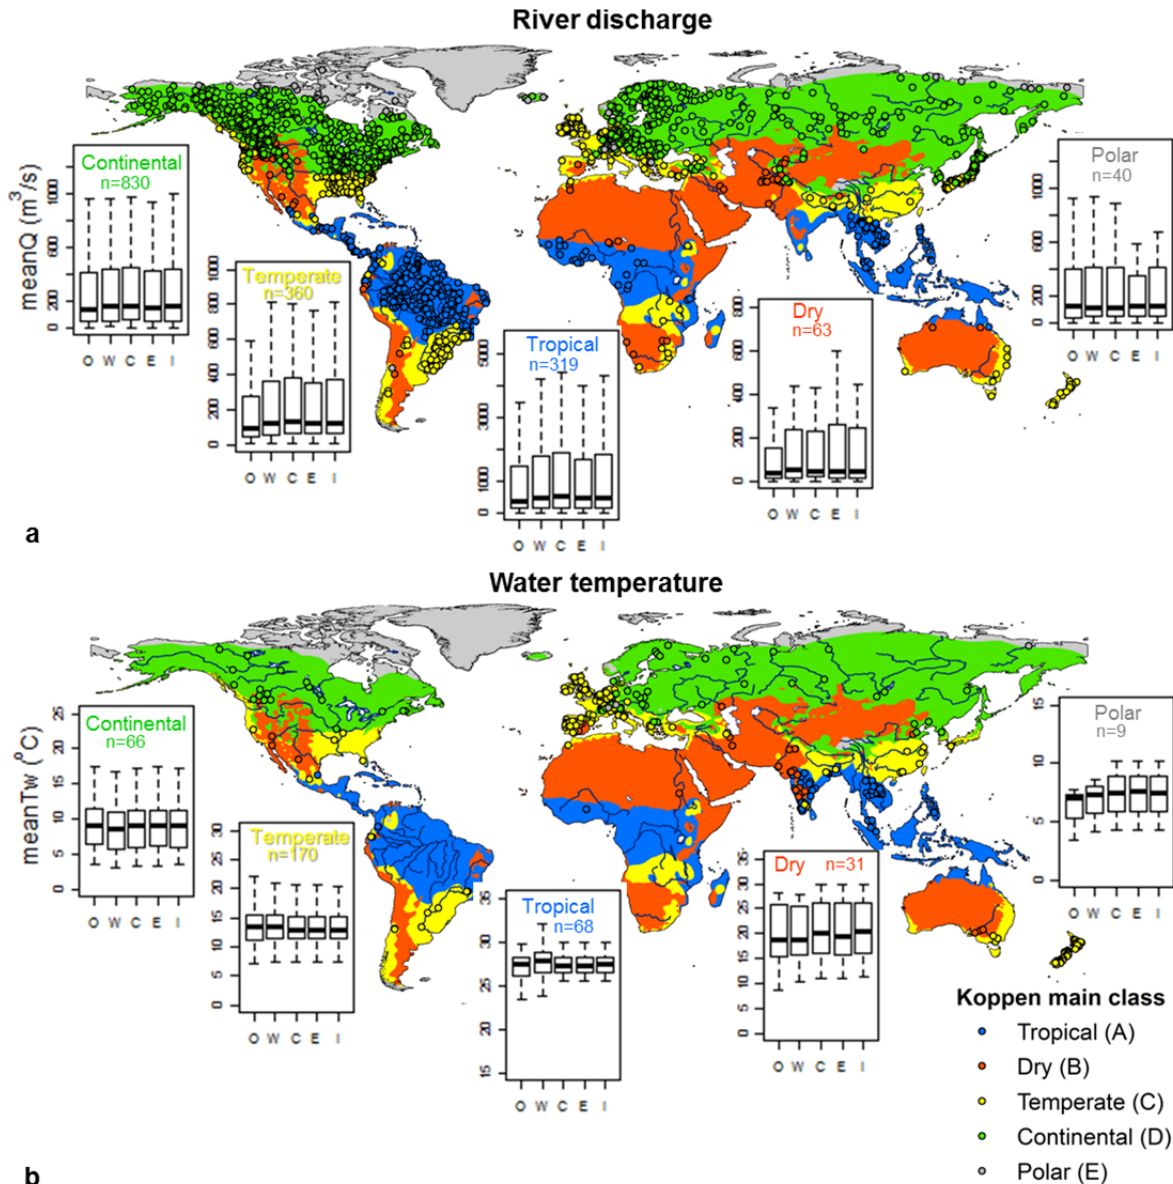 River discharge
meanQ (m³/s)
Continental
n=830
0 200 600 1000
O W C E I
Temperate
n=360
0 200 400 600 800 1000
O W C E I
Tropical
n=319
0 1000 3000 5000
O W C E I
Dry
n=63
0 200 400 600 800
O W C E I
Polar
n=40
0 200 600 1000
O W C E I
a
Water temperature
meanTw (°C)
Continental
n=66
0 5 10 15 20 25
O W C E I
Temperate
n=170
0 5 10 15 20 25 30
O W C E I
Tropical
n=68
15 20 25 30 35
O W C E I
Dry n=31
0 5 10 15 20 25 30 35
O W C E I
Polar
n=9
0 5 10 15
O W C E I
Koppen main class
Tropical (A)
Dry (B)
Temperate (C)
Continental (D)
Polar (E)
b